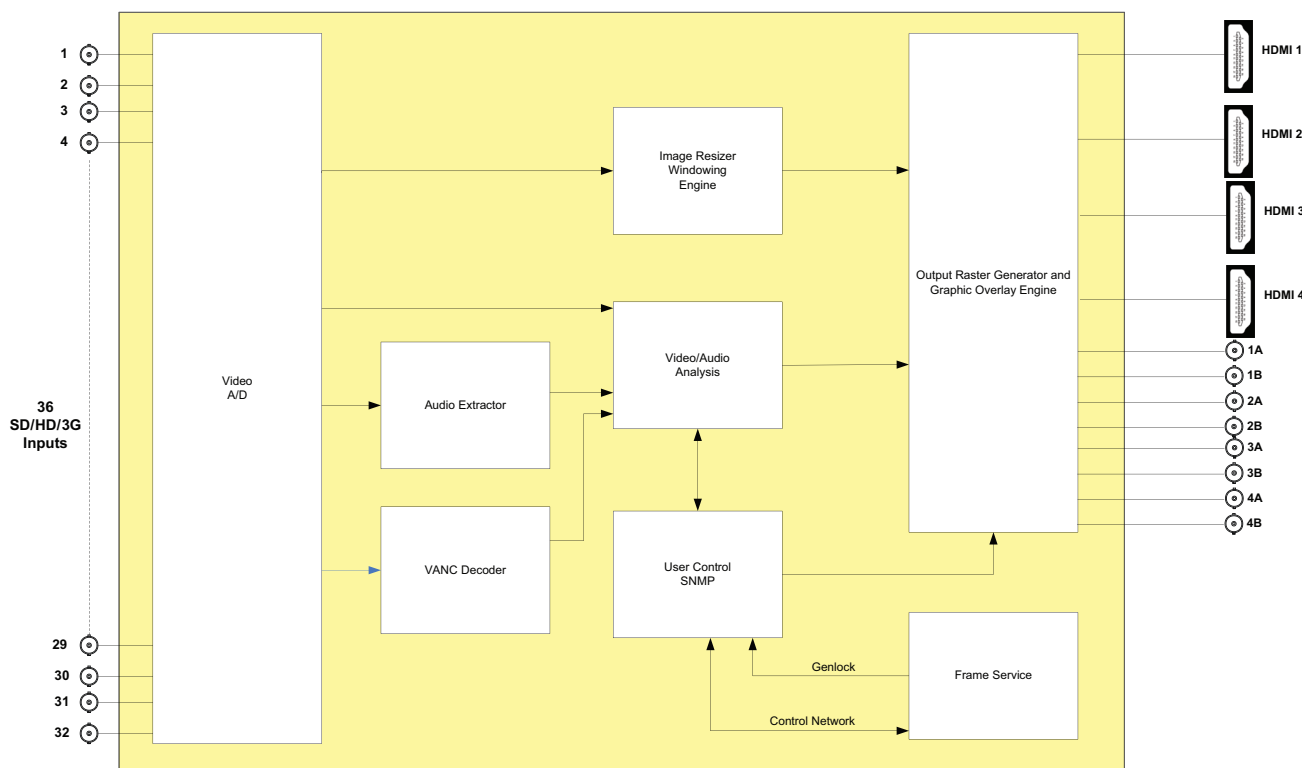 1
2
3
4
36
SD/HD/3G
Inputs
29
30
31
32
Video
A/D
Audio Extractor
VANC Decoder
Image Resizer
Windowing
Engine
Video/Audio
Analysis
User Control
SNMP
Genlock
Control Network
Frame Service
Output Raster Generator and
Graphic Overlay Engine
HDMI 1
HDMI 2
HDMI 3
HDMI 4
1A
1B
2A
2B
3A
3B
4A
4B